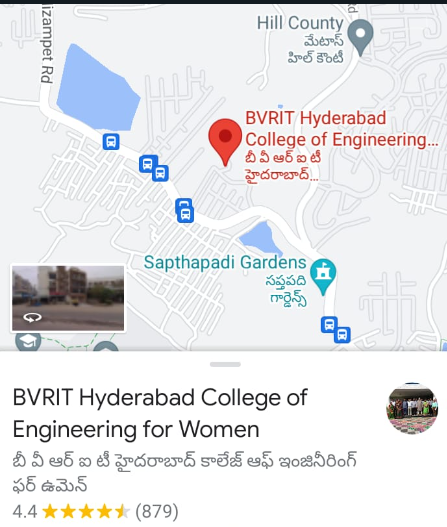 izampet Rd
Hill County
మేటాస్
హిల్ కౌంటీ
BVRIT Hyderabad
College of Engineering...
బీ వీ ఆర్ ఐ టీ
హైదరాబాద్...
Sapthapadi Gardens
సప్తపది
గార్డెన్స్
BVRIT Hyderabad College of
Engineering for Women
బీ వీ ఆర్ ఐ టీ హైదరాబాద్ కాలేజ్ ఆఫ్ ఇంజినీరింగ్
ఫర్ ఉమెన్
4.4 (879)